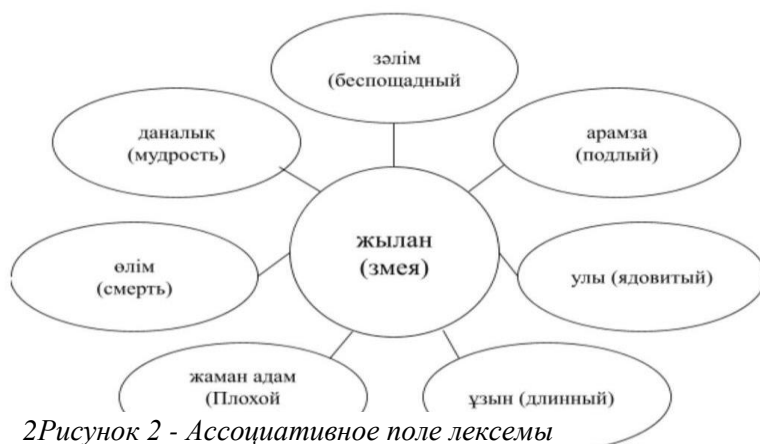 зәлім
(беспощадный
даналық
(мудрость)
арамза
(подлый)
жылан
(змея)
өлім
(смерть)
улы (ядовитый)
жаман адам
(Плохой
ұзын (длинный)
2Рисунок 2 - Ассоциативное поле лексемы